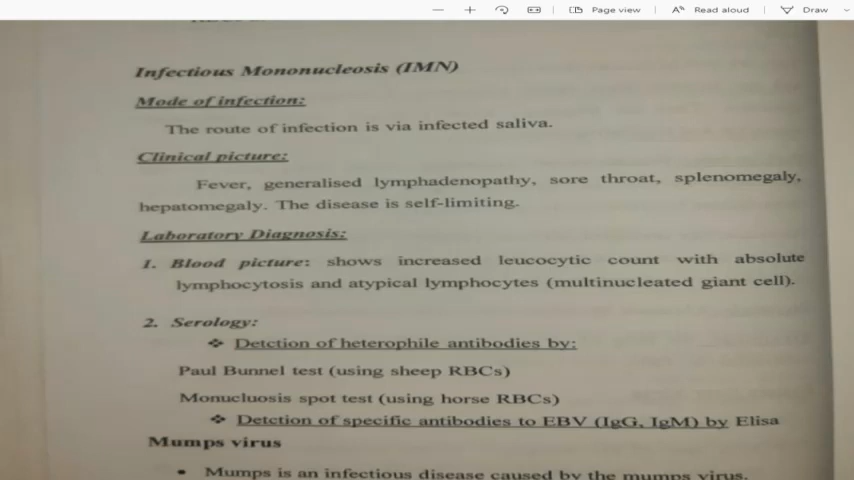 Page view
Read aloud
Draw
Infectious Mononucleosis (IMN)
Mode of infection:
The route of infection is via infected saliva.
Clinical picture:
Fever, generalised lymphadenopathy, sore throat, splenomegaly,
hepatomegaly. The disease is self-limiting.
Laboratory Diagnosis:
1. Blood picture: shows increased leucocytic count with absolute
lymphocytosis and atypical lymphocytes (multinucleated giant cell).
2. Serology:
❖ Detction of heterophile antibodies by:
Paul Bunnel test (using sheep RBCs)
Monucluosis spot test (using horse RBCs)
❖ Detction of specific antibodies to EBV (IgG, IgM) by Elisa
Mumps virus
• Mumps is an infectious disease caused by the mumps virus.